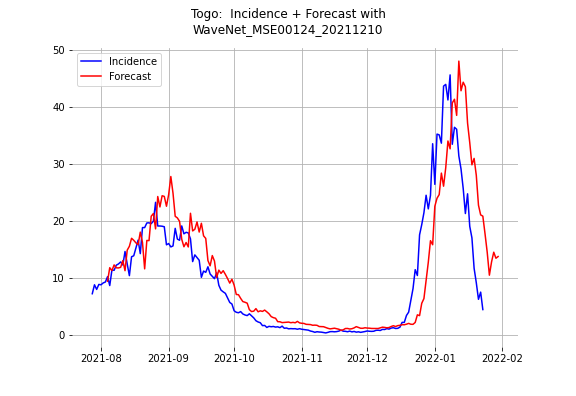 Togo:  Incidence + Forecast with
WaveNet_MSE00124_20211210
Incidence
Forecast
50
40
30
20
10
0
2021-08 2021-09 2021-10 2021-11 2021-12 2022-01 2022-02